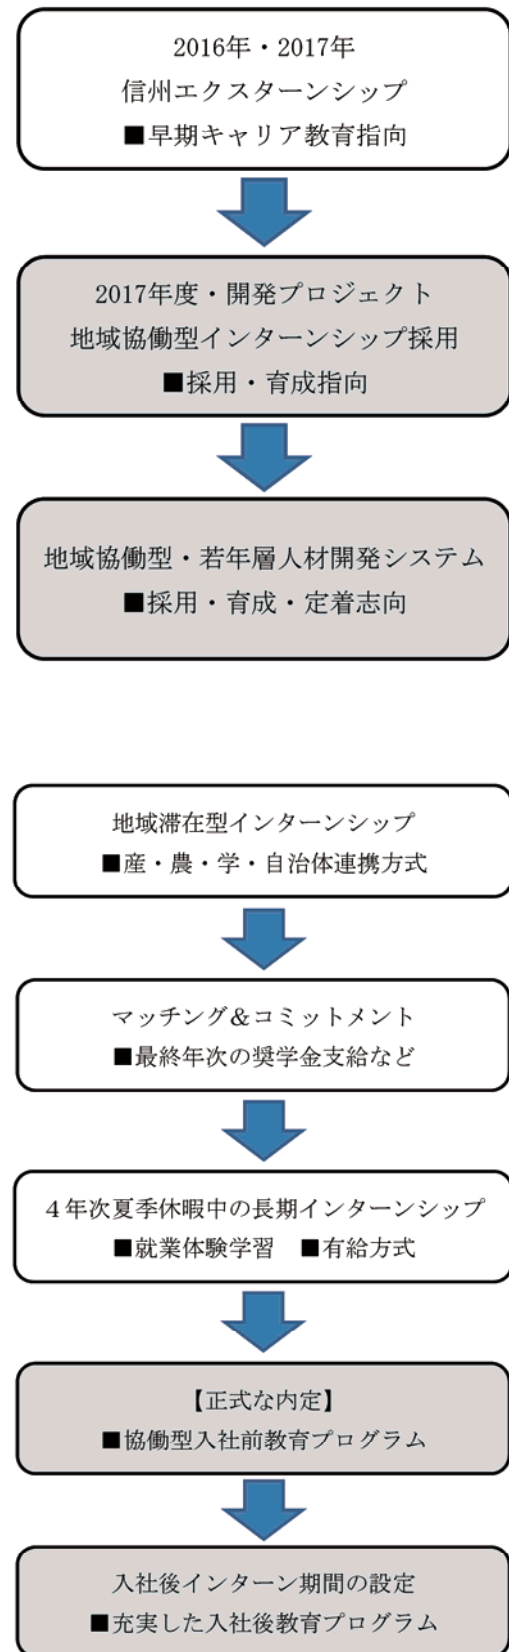 2016年・2017年
信州エクスターンシップ
■早期キャリア教育指向
2017年度・開発プロジェクト
地域協働型インターンシップ採用
■採用・育成指向
地域協働型・若年層人材開発システム
■採用・育成・定着志向
地域滞在型インターンシップ
■産・農・学・自治体連携方式
マッチング＆コミットメント
■最終年次の奨学金支給など
４年次夏季休暇中の長期インターンシップ
■就業体験学習　■有給方式
【正式な内定】
■協働型入社前教育プログラム
入社後インターン期間の設定
■充実した入社後教育プログラム